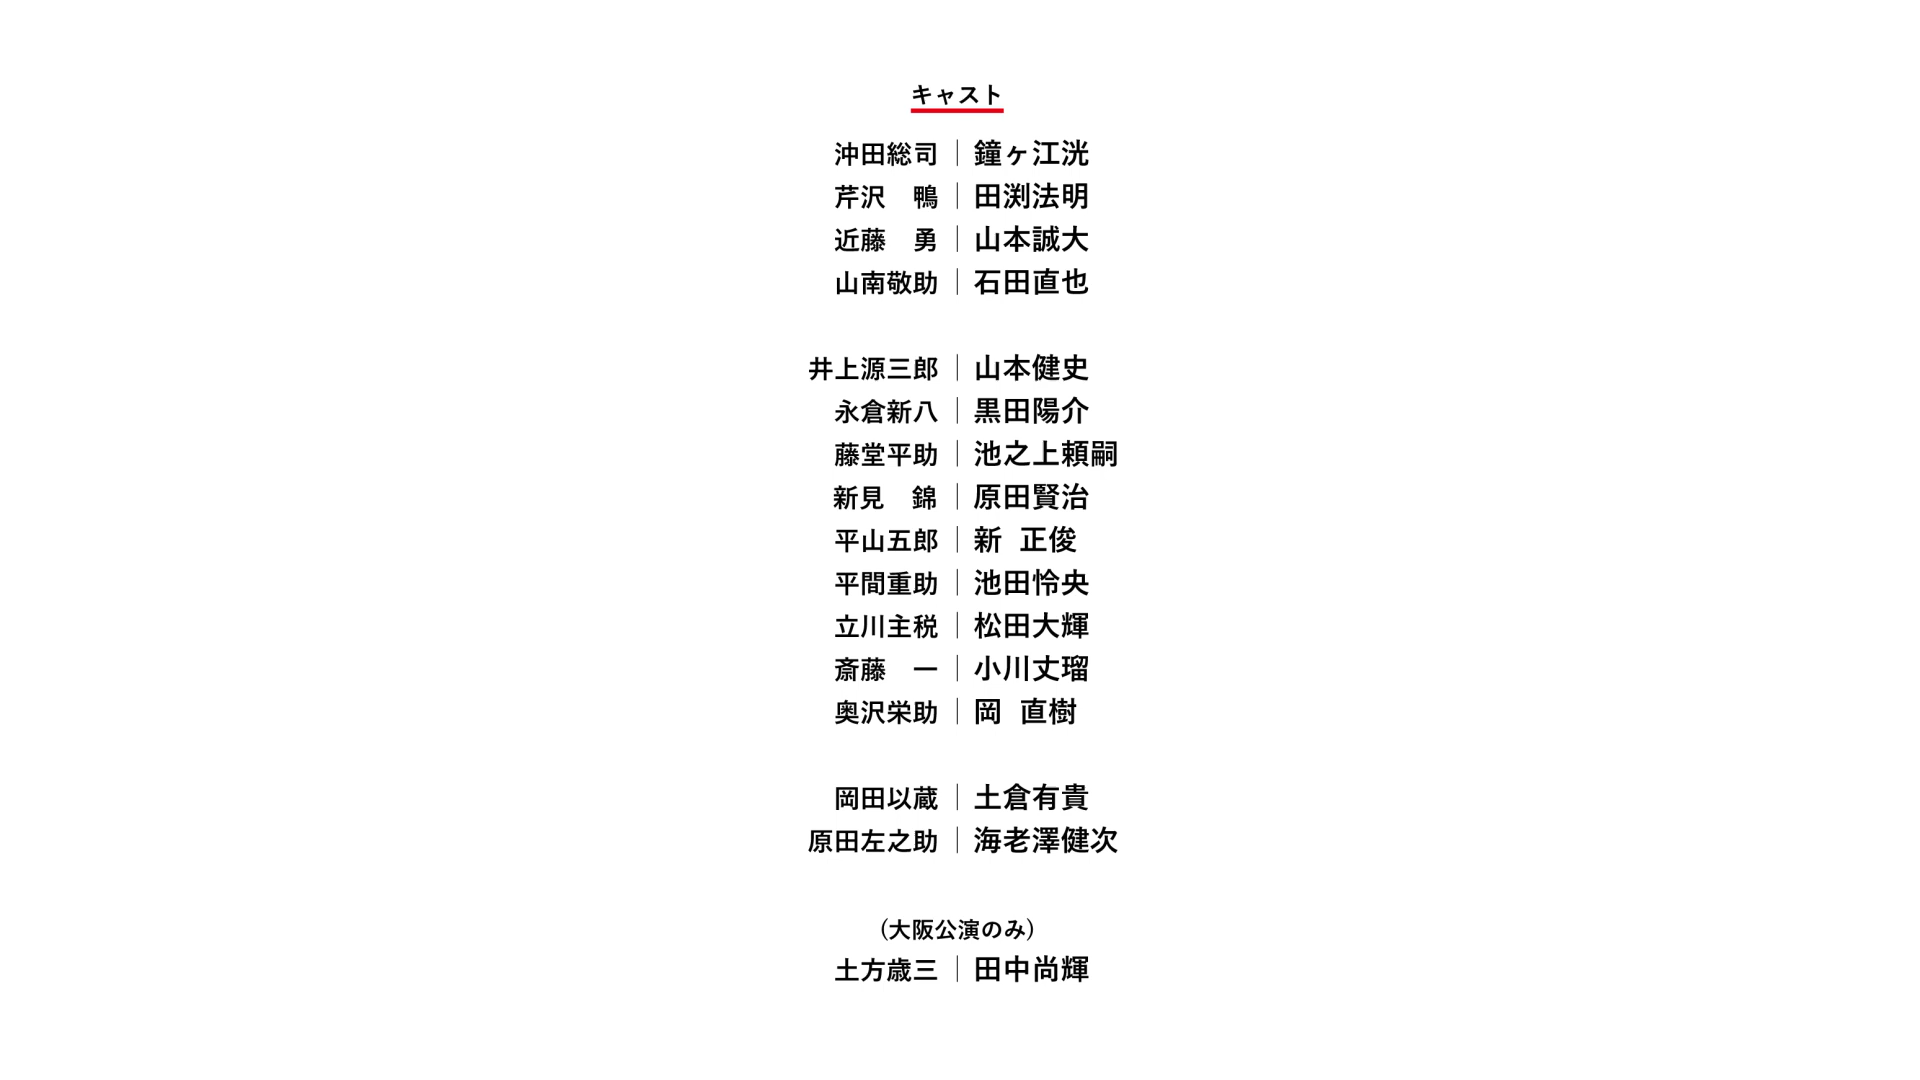 キャスト
沖田総司｜鐘ヶ江洸
芹沢　鴨｜田渕法明
近藤　勇｜山本誠大
山南敬助｜石田直也
井上源三郎｜山本健史
永倉新八｜黒田陽介
藤堂平助｜池之上頼嗣
新見　錦｜原田賢治
平山五郎｜新 正俊
平間重助｜池田怜央
立川主税｜松田大輝
斎藤　一｜小川丈瑠
奥沢栄助｜岡 直樹
岡田以蔵｜土倉有貴
原田左之助｜海老澤健次
（大阪公演のみ）
土方歳三｜田中尚輝